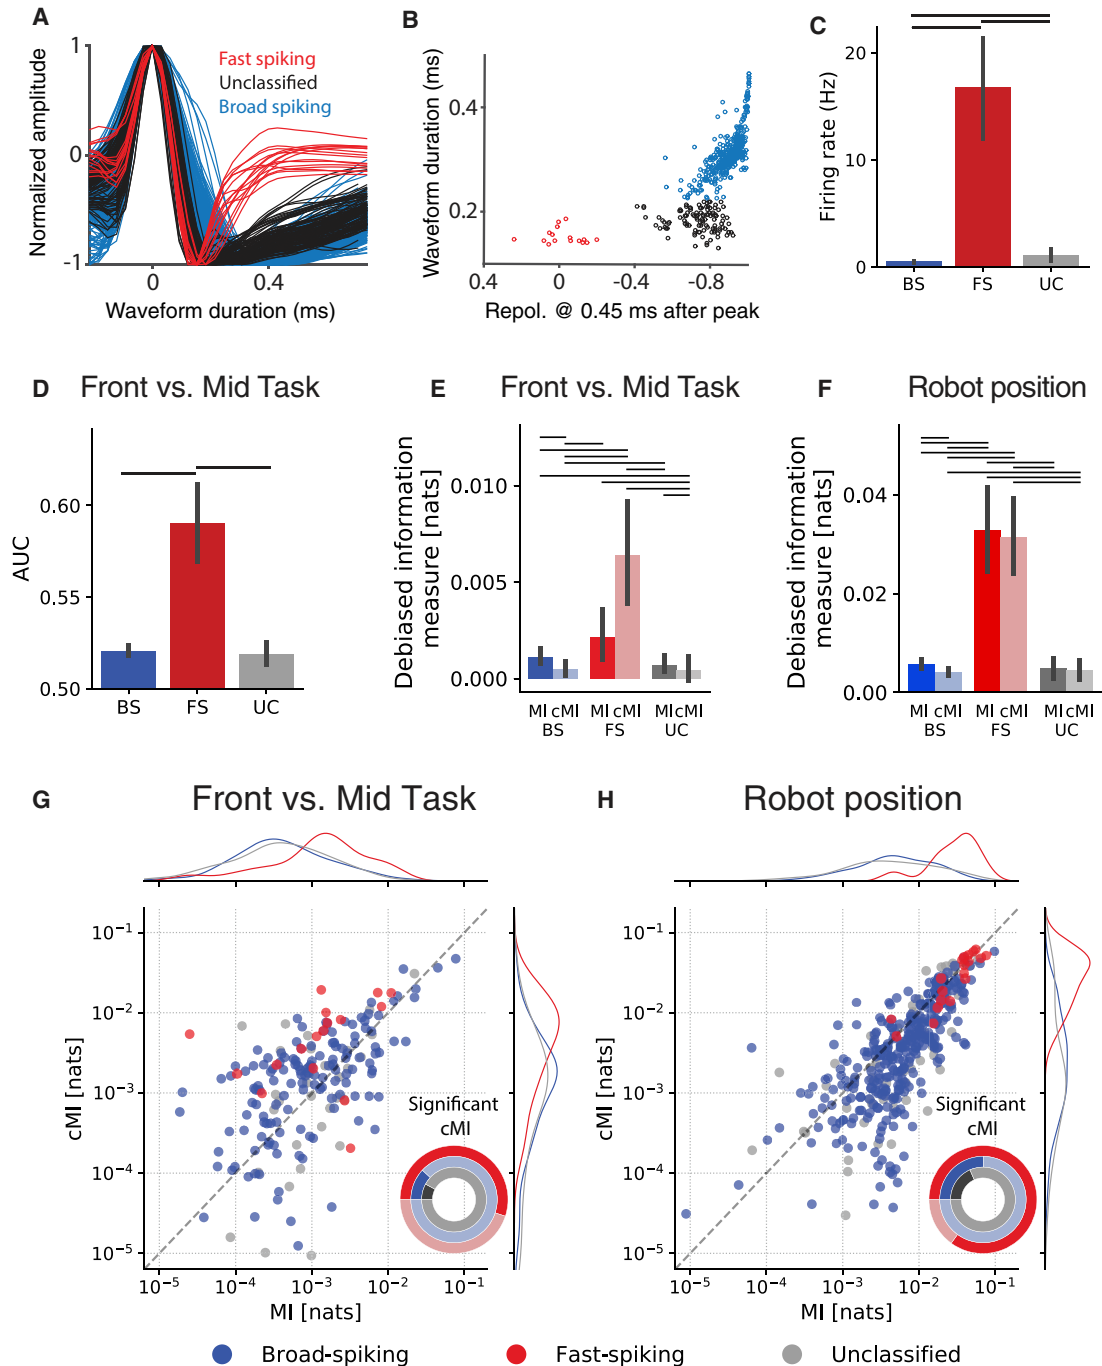 A
Normalized amplitude
1
0
-1
0
0.4
Waveform duration (ms)
Fast spiking
Unclassified
Broad spiking
B
Waveform duration (ms)
0.4
0.2
0.4
0
-0.4
-0.8
Repol. @ 0.45 ms after peak
C
Firing rate (Hz)
20
10
0
BS
FS
UC
D
Front vs. Mid Task
AUC
0.60
0.55
0.50
BS
FS
UC
E
Front vs. Mid Task
Debiased information
measure [nats]
0.010
0.005
0.000
MI cMI MI cMI MI cMI
BS FS UC
F
Robot position
Debiased information
measure [nats]
0.04
0.02
0.00
MI cMI MI cMI MI cMI
BS FS UC
G
Front vs. Mid Task
cMI [nats]
10⁻¹
10⁻²
10⁻³
10⁻⁴
10⁻⁵
Significant
cMI
10⁻⁵ 10⁻⁴ 10⁻³ 10⁻² 10⁻¹
MI [nats]
H
Robot position
cMI [nats]
10⁻¹
10⁻²
10⁻³
10⁻⁴
10⁻⁵
Significant
cMI
10⁻⁵ 10⁻⁴ 10⁻³ 10⁻² 10⁻¹
MI [nats]
Broad-spiking
Fast-spiking
Unclassified